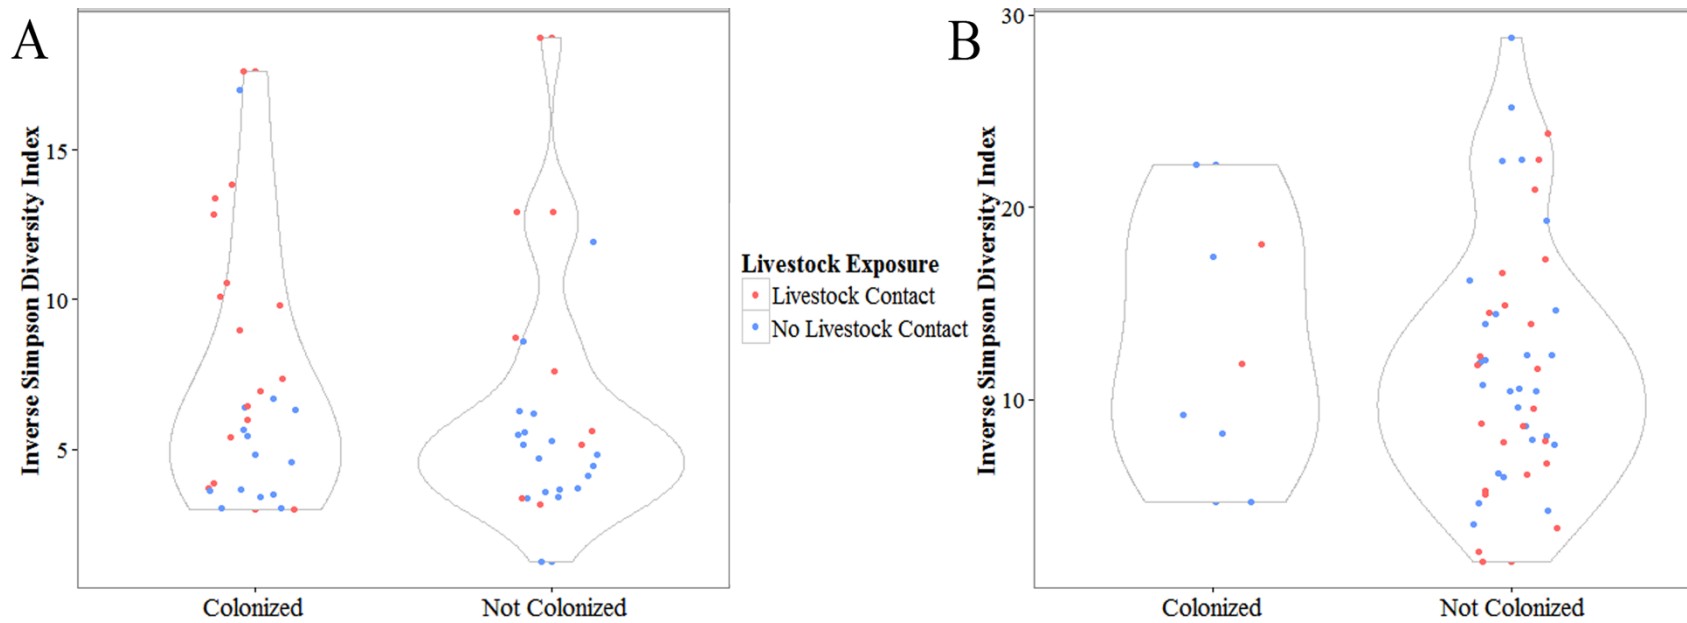 A
Inverse Simpson Diversity Index
15
10
5
Colonized
Not Colonized
Livestock Exposure
Livestock Contact
No Livestock Contact
B
Inverse Simpson Diversity Index
30
20
10
Colonized
Not Colonized